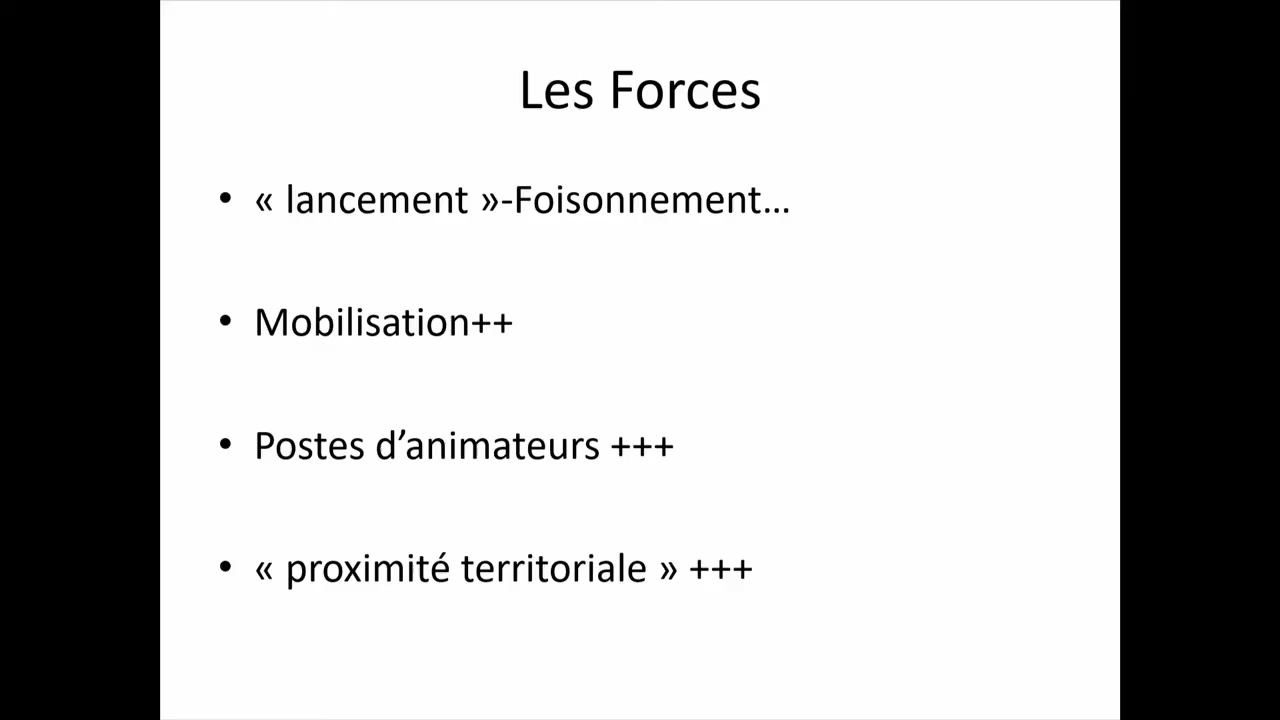 Les Forces
• « lancement »-Foisonnement...
• Mobilisation++
• Postes d’animateurs +++
• « proximité territoriale » +++